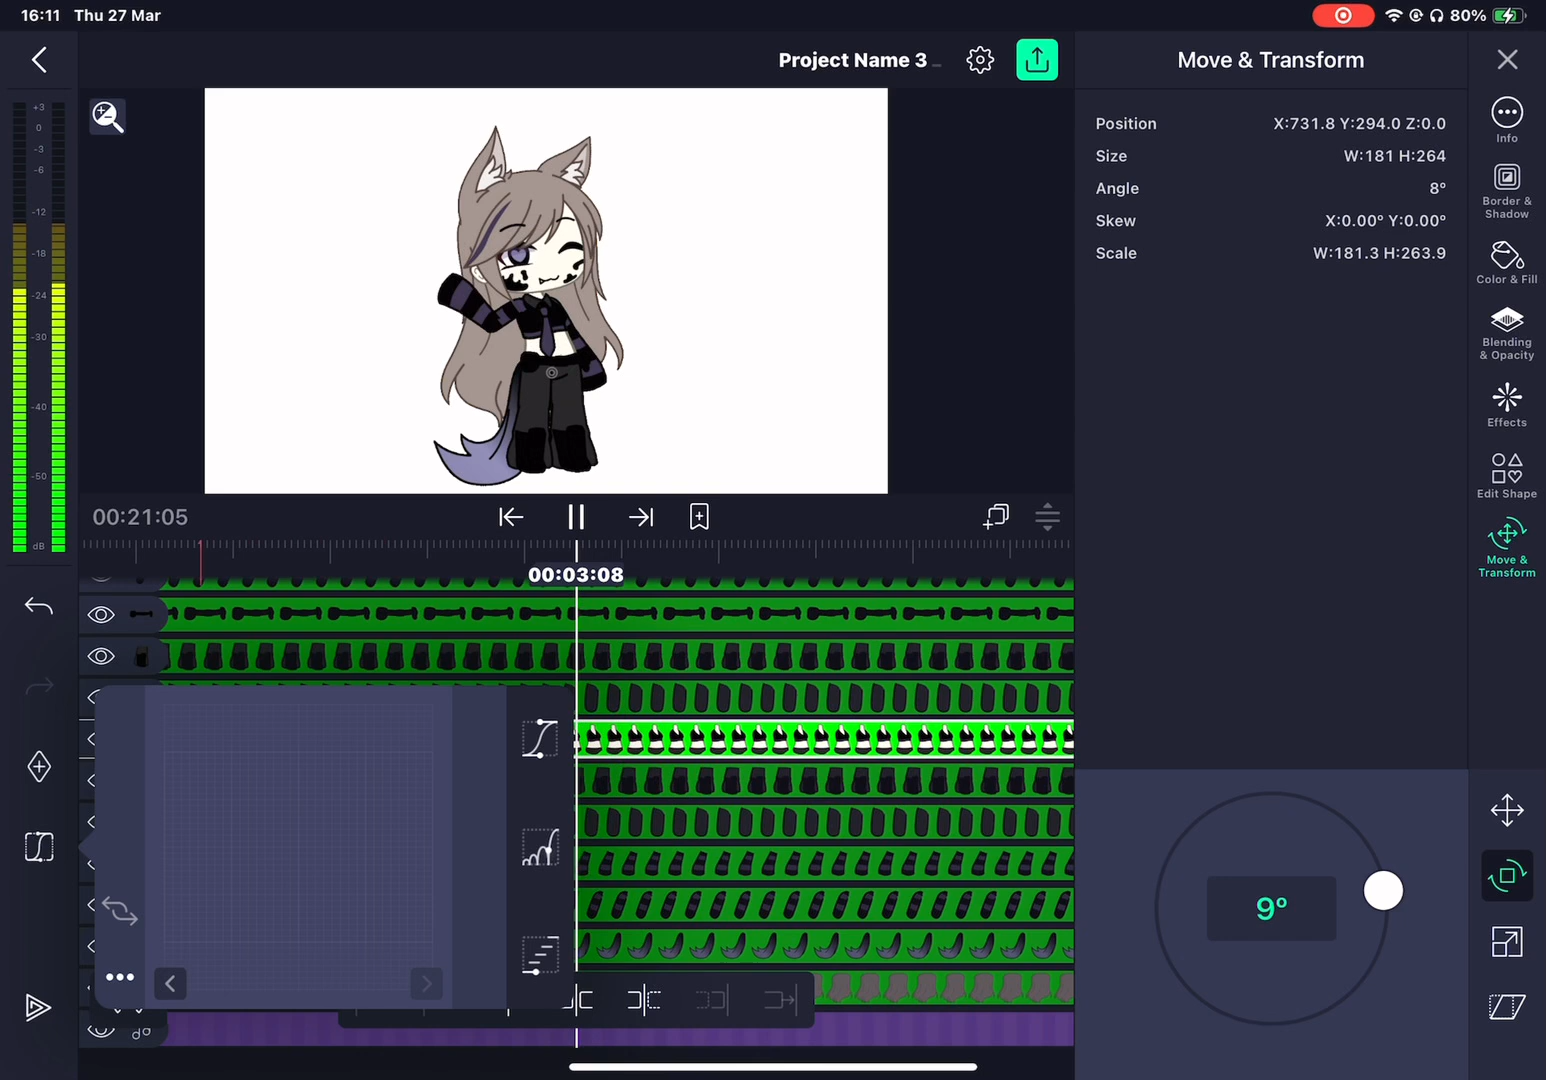 16:11 Thu 27 Mar
80%
Project Name 3
Move & Transform
+3
0
-3
-6
-12
-18
-24
-30
-40
-50
dB
Position X:731.8 Y:294.0 Z:0.0
Size W:181 H:264
Angle 8°
Skew X:0.00° Y:0.00°
Scale W:181.3 H:263.9
Info
Border &
Shadow
Color & Fill
Blending
& Opacity
Effects
Edit Shape
Move &
Transform
00:21:05
00:03:08
9°